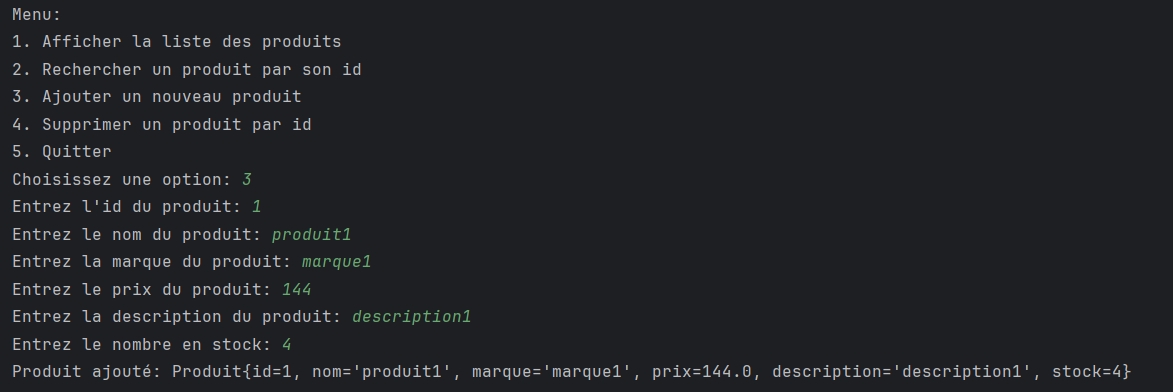 Menu:
1. Afficher la liste des produits
2. Rechercher un produit par son id
3. Ajouter un nouveau produit
4. Supprimer un produit par id
5. Quitter
Choisissez une option: 3
Entrez l'id du produit: 1
Entrez le nom du produit: produit1
Entrez la marque du produit: marque1
Entrez le prix du produit: 144
Entrez la description du produit: description1
Entrez le nombre en stock: 4
Produit ajouté: Produit{id=1, nom='produit1', marque='marque1', prix=144.0, description='description1', stock=4}